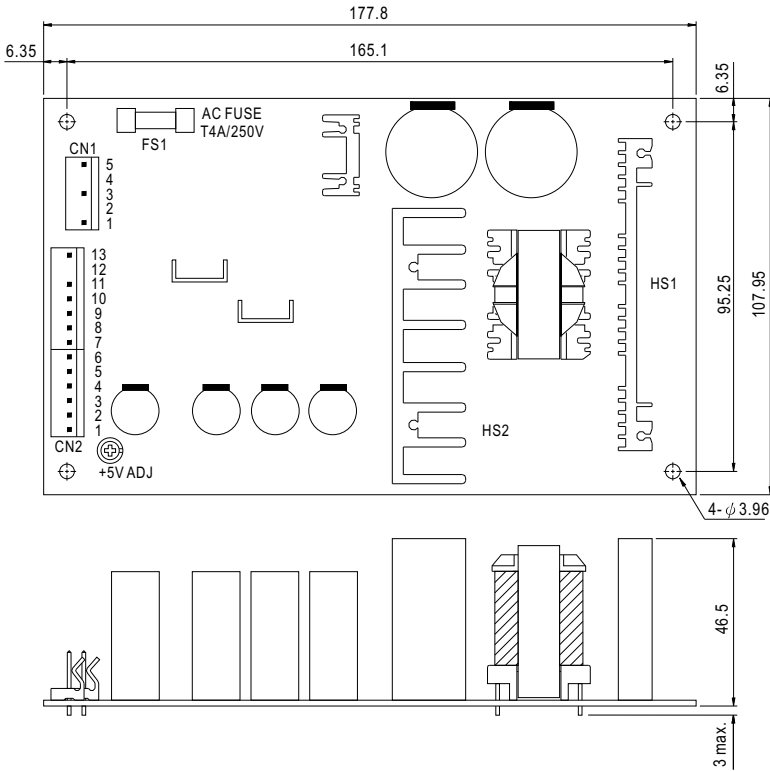 177.8
6.35
165.1
6.35
AC FUSE
T4A/250V
FS1
CN1
5
4
3
2
1
13
12
11
10
9
8
7
6
5
4
3
2
1
CN2
+5V ADJ
HS1
HS2
95.25
107.95
4-ϕ3.96
46.5
3 max.